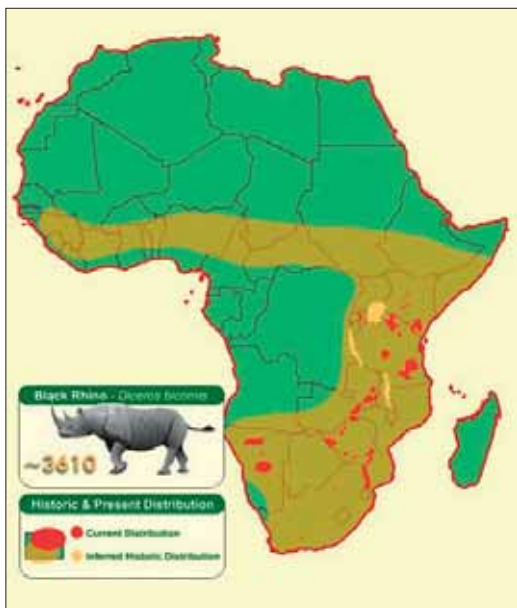 Black Rhino - Diceros bicornis
~3610
Historic & Present Distribution
Current Distribution
Inferred Historic Distribution